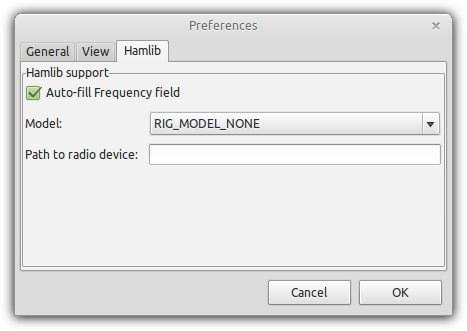 Preferences
General View Hamlib
Hamlib support
Auto-fill Frequency field
Model: RIG_MODEL_NONE
Path to radio device:
Cancel OK